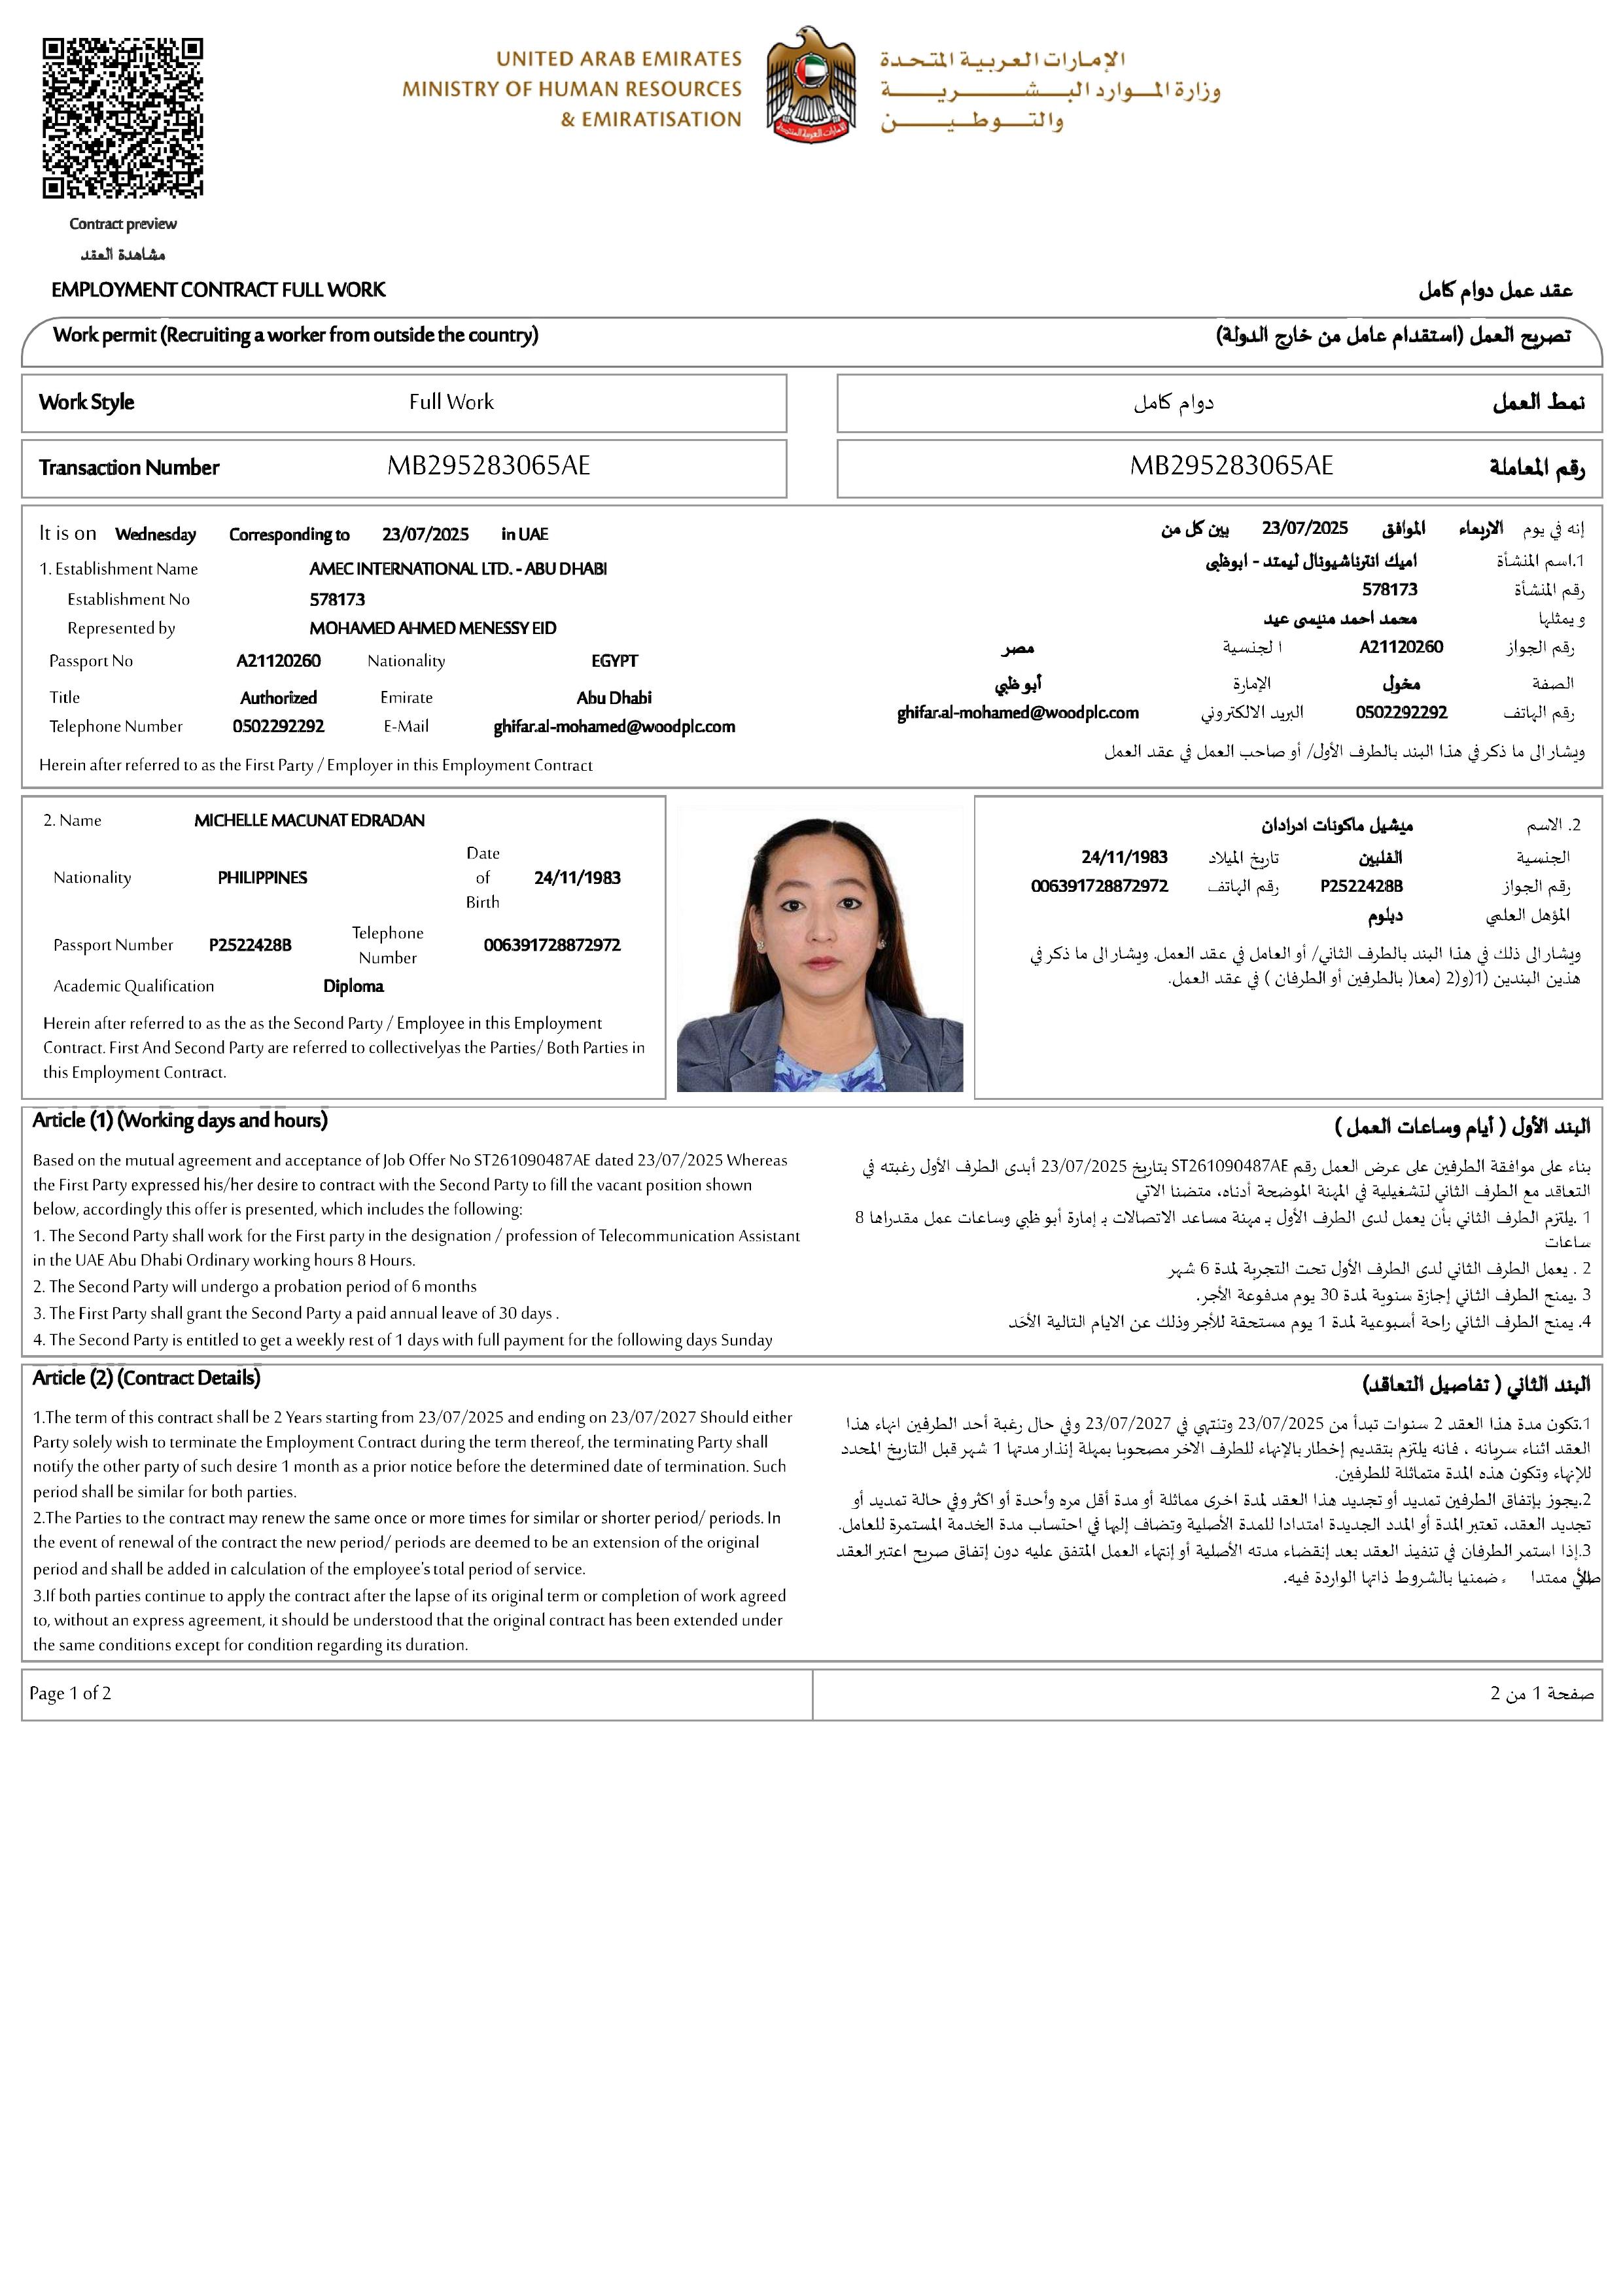 UNITED ARAB EMIRATES
MINISTRY OF HUMAN RESOURCES
& EMIRATISATION
الإمارات العربية المتحدة
وزارة المـوارد البشرية
والتـوطيـن
Contract preview
مشاهدة العقد
EMPLOYMENT CONTRACT FULL WORK
عقد عمل دوام كامل
Work permit (Recruiting a worker from outside the country)
تصريح العمل (استقدام عامل من خارج الدولة)
Work Style Full Work
نمط العمل دوام كامل
Transaction Number MB295283065AE
رقم المعاملة MB295283065AE
It is on Wednesday Corresponding to 23/07/2025 in UAE
1. Establishment Name AMEC INTERNATIONAL LTD. - ABU DHABI
Establishment No 578173
Represented by MOHAMED AHMED MENESSY EID
Passport No A21120260 Nationality EGYPT
Title Authorized Emirate Abu Dhabi
Telephone Number 0502292292 E-Mail ghifar.al-mohamed@woodplc.com
Herein after referred to as the First Party / Employer in this Employment Contract
إنه في يوم الاربعاء الموافق 23/07/2025 بين كل من
1.اسم المنشأة اميك انترناشيونال ليمتد - ابوظبى
رقم المنشأة 578173
و يمثلها محمد احمد منيسى عيد
رقم الجواز A21120260 ا لجنسية مصر
الصفة مخول الإمارة أبو ظبي
رقم الهاتف 0502292292 البريد الالكتروني ghifar.al-mohamed@woodplc.com
ويشار الى ما ذكر في هذا البند بالطرف الأول/ أو صاحب العمل في عقد العمل
2. Name MICHELLE MACUNAT EDRADAN
Nationality PHILIPPINES Date of Birth 24/11/1983
Passport Number P2522428B Telephone Number 006391728872972
Academic Qualification Diploma
Herein after referred to as the as the Second Party / Employee in this Employment
Contract. First And Second Party are referred to collectivelyas the Parties/ Both Parties in
this Employment Contract.
2. الاسم ميشيل ماكونات ادرادان
الجنسية الفلبين تاريخ الميلاد 24/11/1983
رقم الجواز P2522428B رقم الهاتف 006391728872972
المؤهل العلمي دبلوم
ويشار الى ذلك في هذا البند بالطرف الثاني/ أو العامل في عقد العمل. ويشار الى ما ذكر في
هذين البندين (1(و(2 (معا( بالطرفين أو الطرفان ) في عقد العمل.
Article (1) (Working days and hours)
Based on the mutual agreement and acceptance of Job Offer No ST261090487AE dated 23/07/2025 Whereas
the First Party expressed his/her desire to contract with the Second Party to fill the vacant position shown
below, accordingly this offer is presented, which includes the following:
1. The Second Party shall work for the First party in the designation / profession of Telecommunication Assistant
in the UAE Abu Dhabi Ordinary working hours 8 Hours.
2. The Second Party will undergo a probation period of 6 months
3. The First Party shall grant the Second Party a paid annual leave of 30 days .
4. The Second Party is entitled to get a weekly rest of 1 days with full payment for the following days Sunday
البند الأول ( أيام وساعات العمل )
بناء على موافقة الطرفين على عرض العمل رقم ST261090487AE بتاريخ 23/07/2025 أبدى الطرف الأول رغبته في
التعاقد مع الطرف الثاني لتشغيلية في المهنة الموضحة أدناه، متضنا الاتي
1 .يلتزم الطرف الثاني بأن يعمل لدى الطرف الأول بـ مهنة مساعد الاتصالات بـ إمارة أبو ظبي وساعات عمل مقدراها 8
ساعات
2 . يعمل الطرف الثاني لدى الطرف الأول تحت التجربة لمدة 6 شهر
3 .يمنح الطرف الثاني إجازة سنوية لمدة 30 يوم مدفوعة الأجر.
4. يمنح الطرف الثاني راحة أسبوعية لمدة 1 يوم مستحقة للأجر وذلك عن الايام التالية الأحَد
Article (2) (Contract Details)
1.The term of this contract shall be 2 Years starting from 23/07/2025 and ending on 23/07/2027 Should either
Party solely wish to terminate the Employment Contract during the term thereof, the terminating Party shall
notify the other party of such desire 1 month as a prior notice before the determined date of termination. Such
period shall be similar for both parties.
2.The Parties to the contract may renew the same once or more times for similar or shorter period/ periods. In
the event of renewal of the contract the new period/ periods are deemed to be an extension of the original
period and shall be added in calculation of the employee's total period of service.
3.If both parties continue to apply the contract after the lapse of its original term or completion of work agreed
to, without an express agreement, it should be understood that the original contract has been extended under
the same conditions except for condition regarding its duration.
البند الثاني ( تفاصيل التعاقد)
1.تكون مدة هذا العقد 2 سنوات تبدأ من 23/07/2025 وتنتهي في 23/07/2027 وفي حال رغبة أحد الطرفين انهاء هذا
العقد اثناء سريانه ، فانه يلتزم بتقديم إخطار بالإنهاء للطرف الاخر مصحوبا بمهلة إنذار مدتها 1 شهر قبل التاريخ المحدد
للإنهاء وتكون هذه المدة متماثلة للطرفين.
2.يجوز بإتفاق الطرفين تمديد أو تجديد هذا العقد لمدة اخرى مماثلة أو مدة أقل مره وأحدة أو اكثر وفي حالة تمديد أو
تجديد العقد، تعتبر المدة أو المدد الجديدة امتدادا للمدة الأصلية وتضاف إليها في احتساب مدة الخدمة المستمرة للعامل.
3.إذا استمر الطرفان في تنفيذ العقد بعد إنقضاء مدته الأصلية أو إنتهاء العمل المتفق عليه دون إتفاق صريح اعتبر العقد
ممتدا ضمنيا بالشروط ذاتها الواردة فيه.
Page 1 of 2
صفحة 1 من 2